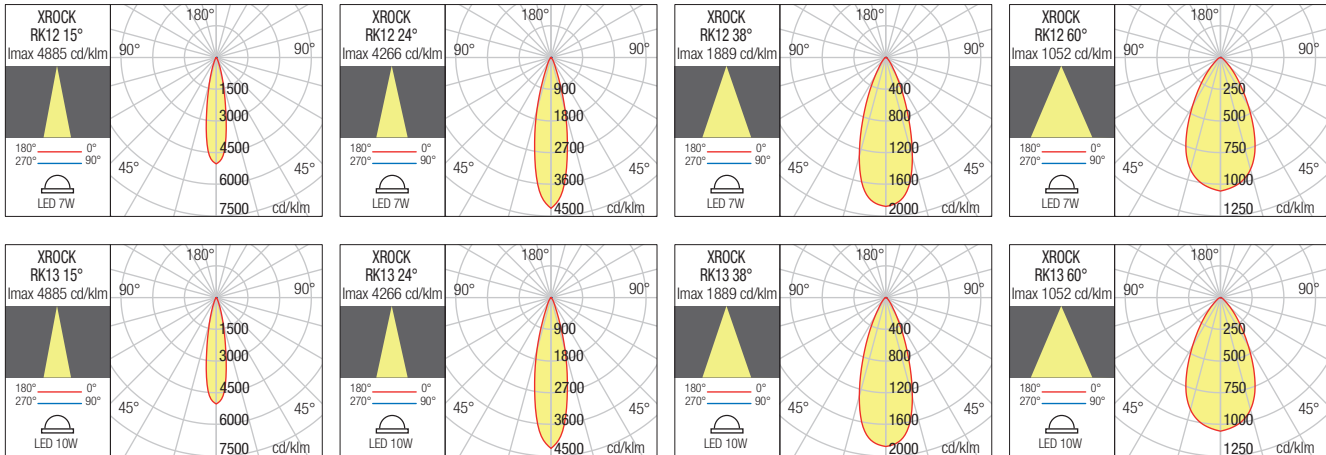 XROCK
RK12 15°
Imax 4885 cd/klm
180° 0°
270° 90°
LED 7W
180°
90° 90°
1500
3000
4500
45° 45°
6000
7500 cd/klm
XROCK
RK12 24°
Imax 4266 cd/klm
180° 0°
270° 90°
LED 7W
180°
90° 90°
900
1800
2700
45° 45°
3600
4500 cd/klm
XROCK
RK12 38°
Imax 1889 cd/klm
180° 0°
270° 90°
LED 7W
180°
90° 90°
400
800
1200
45° 45°
1600
2000 cd/klm
XROCK
RK12 60°
Imax 1052 cd/klm
180° 0°
270° 90°
LED 7W
180°
90° 90°
250
500
750
45° 45°
1000
1250 cd/klm
XROCK
RK13 15°
Imax 4885 cd/klm
180° 0°
270° 90°
LED 10W
180°
90° 90°
1500
3000
4500
45° 45°
6000
7500 cd/klm
XROCK
RK13 24°
Imax 4266 cd/klm
180° 0°
270° 90°
LED 10W
180°
90° 90°
900
1800
2700
45° 45°
3600
4500 cd/klm
XROCK
RK13 38°
Imax 1889 cd/klm
180° 0°
270° 90°
LED 10W
180°
90° 90°
400
800
1200
45° 45°
1600
2000 cd/klm
XROCK
RK13 60°
Imax 1052 cd/klm
180° 0°
270° 90°
LED 10W
180°
90° 90°
250
500
750
45° 45°
1000
1250 cd/klm